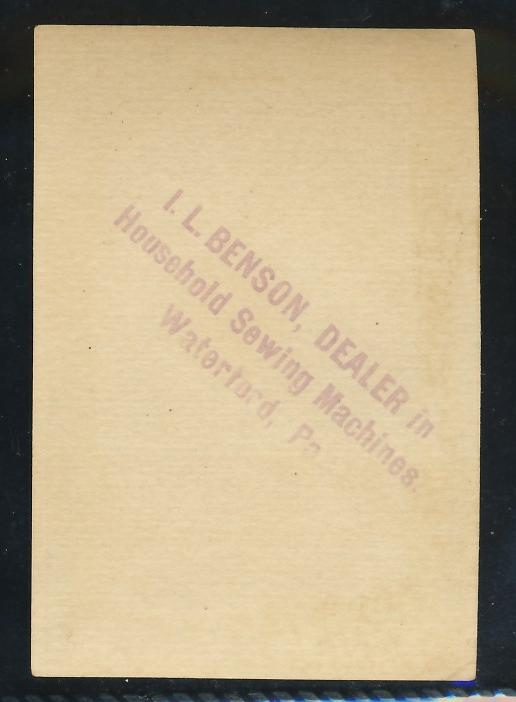 I. L. BENSON, DEALER in
Household Sewing Machines.
Waterford, Pa